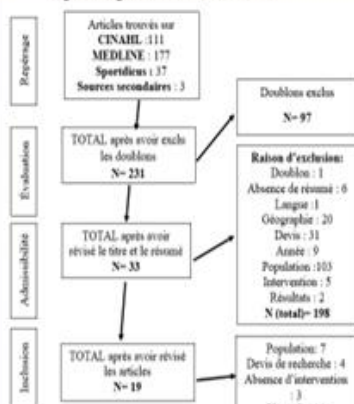 Repérage
Articles trouvés sur
CINAHL :111
MEDLINE : 177
Sportdicus : 37
Sources secondaires : 3
Doublons exclus
N= 97
Évaluation
TOTAL après avoir exclu
les doublons
N= 231
Raison d'exclusion:
Doublon : 1
Absence de résumé : 6
Langue :1
Géographie : 20
Devis : 31
Année : 9
Population :103
Intervention : 5
Résultats : 2
N (total)= 198
Admissibilité
TOTAL après avoir
révisé le titre et le résumé
N= 33
Inclusion
TOTAL après avoir révisé
les articles
N= 19
Population: 7
Devis de recherche : 4
Absence d'intervention
: 3